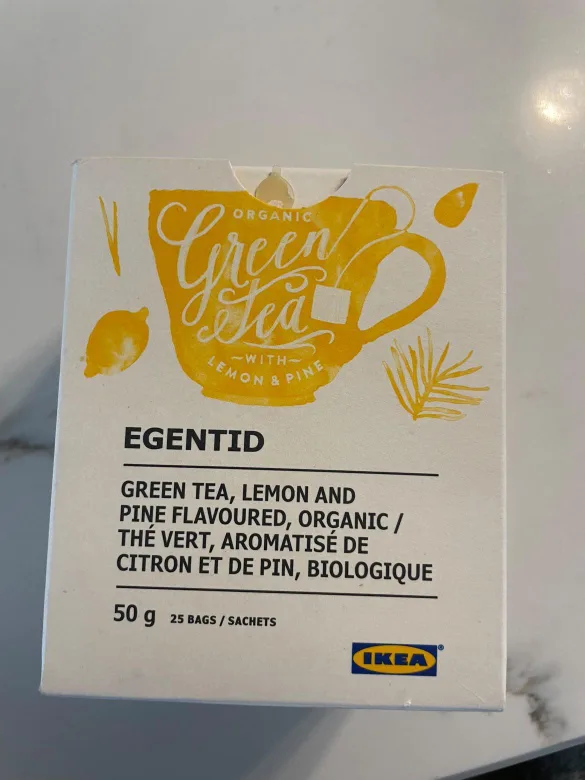 ORGANIC
Green
Tea
WITH
LEMON & PINE
EGENTID
GREEN TEA, LEMON AND
PINE FLAVOURED, ORGANIC /
THÉ VERT, AROMATISÉ DE
CITRON ET DE PIN, BIOLOGIQUE
50 g 25 BAGS / SACHETS
IKEA®